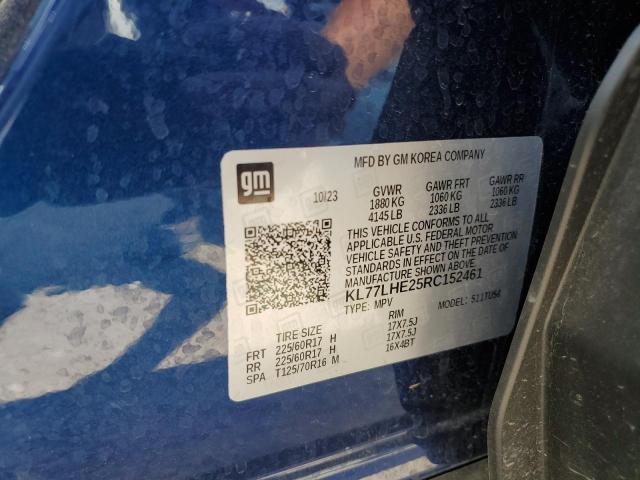 gm
MFD BY GM KOREA COMPANY
10/23 GVWR GAWR FRT GAWR RR
1880 KG 1060 KG 1060 KG
4145 LB 2336 LB 2336 LB
THIS VEHICLE CONFORMS TO ALL
APPLICABLE U.S. FEDERAL MOTOR
VEHICLE SAFETY AND THEFT PREVENTION
STANDARDS IN EFFECT ON THE DATE OF
MANUFACTURE SHOWN ABOVE.
KL77LHE25RC152461
TYPE: MPV MODEL: 511TU56
TIRE SIZE RIM
FRT 225/60R17 H 17X7.5J
RR 225/60R17 H 17X7.5J
SPA T125/70R16 M 16X4BT